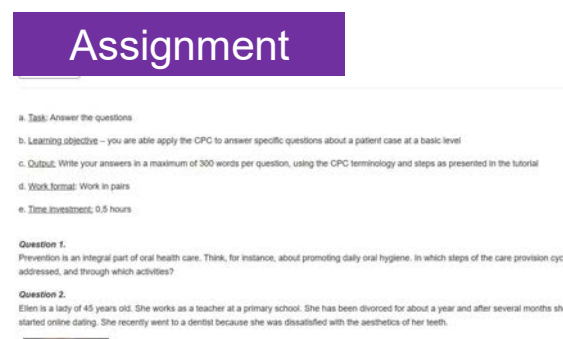 Assignment
a. Task: Answer the questions
b. Learning objective – you are able apply the CPC to answer specific questions about a patient case at a basic level
c. Output: Write your answers in a maximum of 300 words per question, using the CPC terminology and steps as presented in the tutorial
d. Work format: Work in pairs
e. Time investment: 0,5 hours
Question 1.
Prevention is an integral part of oral health care. Think, for instance, about promoting daily oral hygiene. In which steps of the care provision cyc
addressed, and through which activities?
Question 2.
Ellen is a lady of 45 years old. She works as a teacher at a primary school. She has been divorced for about a year and after several months sh
started online dating. She recently went to a dentist because she was dissatisfied with the aesthetics of her teeth.